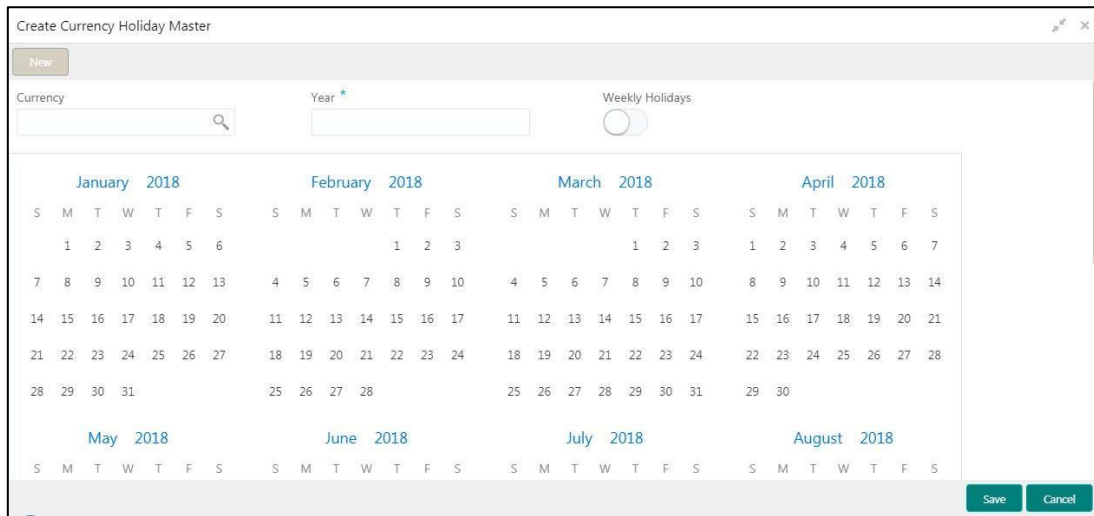 Create Currency Holiday Master
New
Currency Year * Weekly Holidays
January 2018 February 2018 March 2018 April 2018
S M T W T F S S M T W T F S S M T W T F S S M T W T F S
1 2 3 4 5 6 1 2 3 1 2 3 1 2 3 4 5 6 7
7 8 9 10 11 12 13 4 5 6 7 8 9 10 4 5 6 7 8 9 10 8 9 10 11 12 13 14
14 15 16 17 18 19 20 11 12 13 14 15 16 17 11 12 13 14 15 16 17 15 16 17 18 19 20 21
21 22 23 24 25 26 27 18 19 20 21 22 23 24 18 19 20 21 22 23 24 22 23 24 25 26 27 28
28 29 30 31 25 26 27 28 25 26 27 28 29 30 31 29 30
May 2018 June 2018 July 2018 August 2018
S M T W T F S S M T W T F S S M T W T F S S M T W T F S
Save Cancel